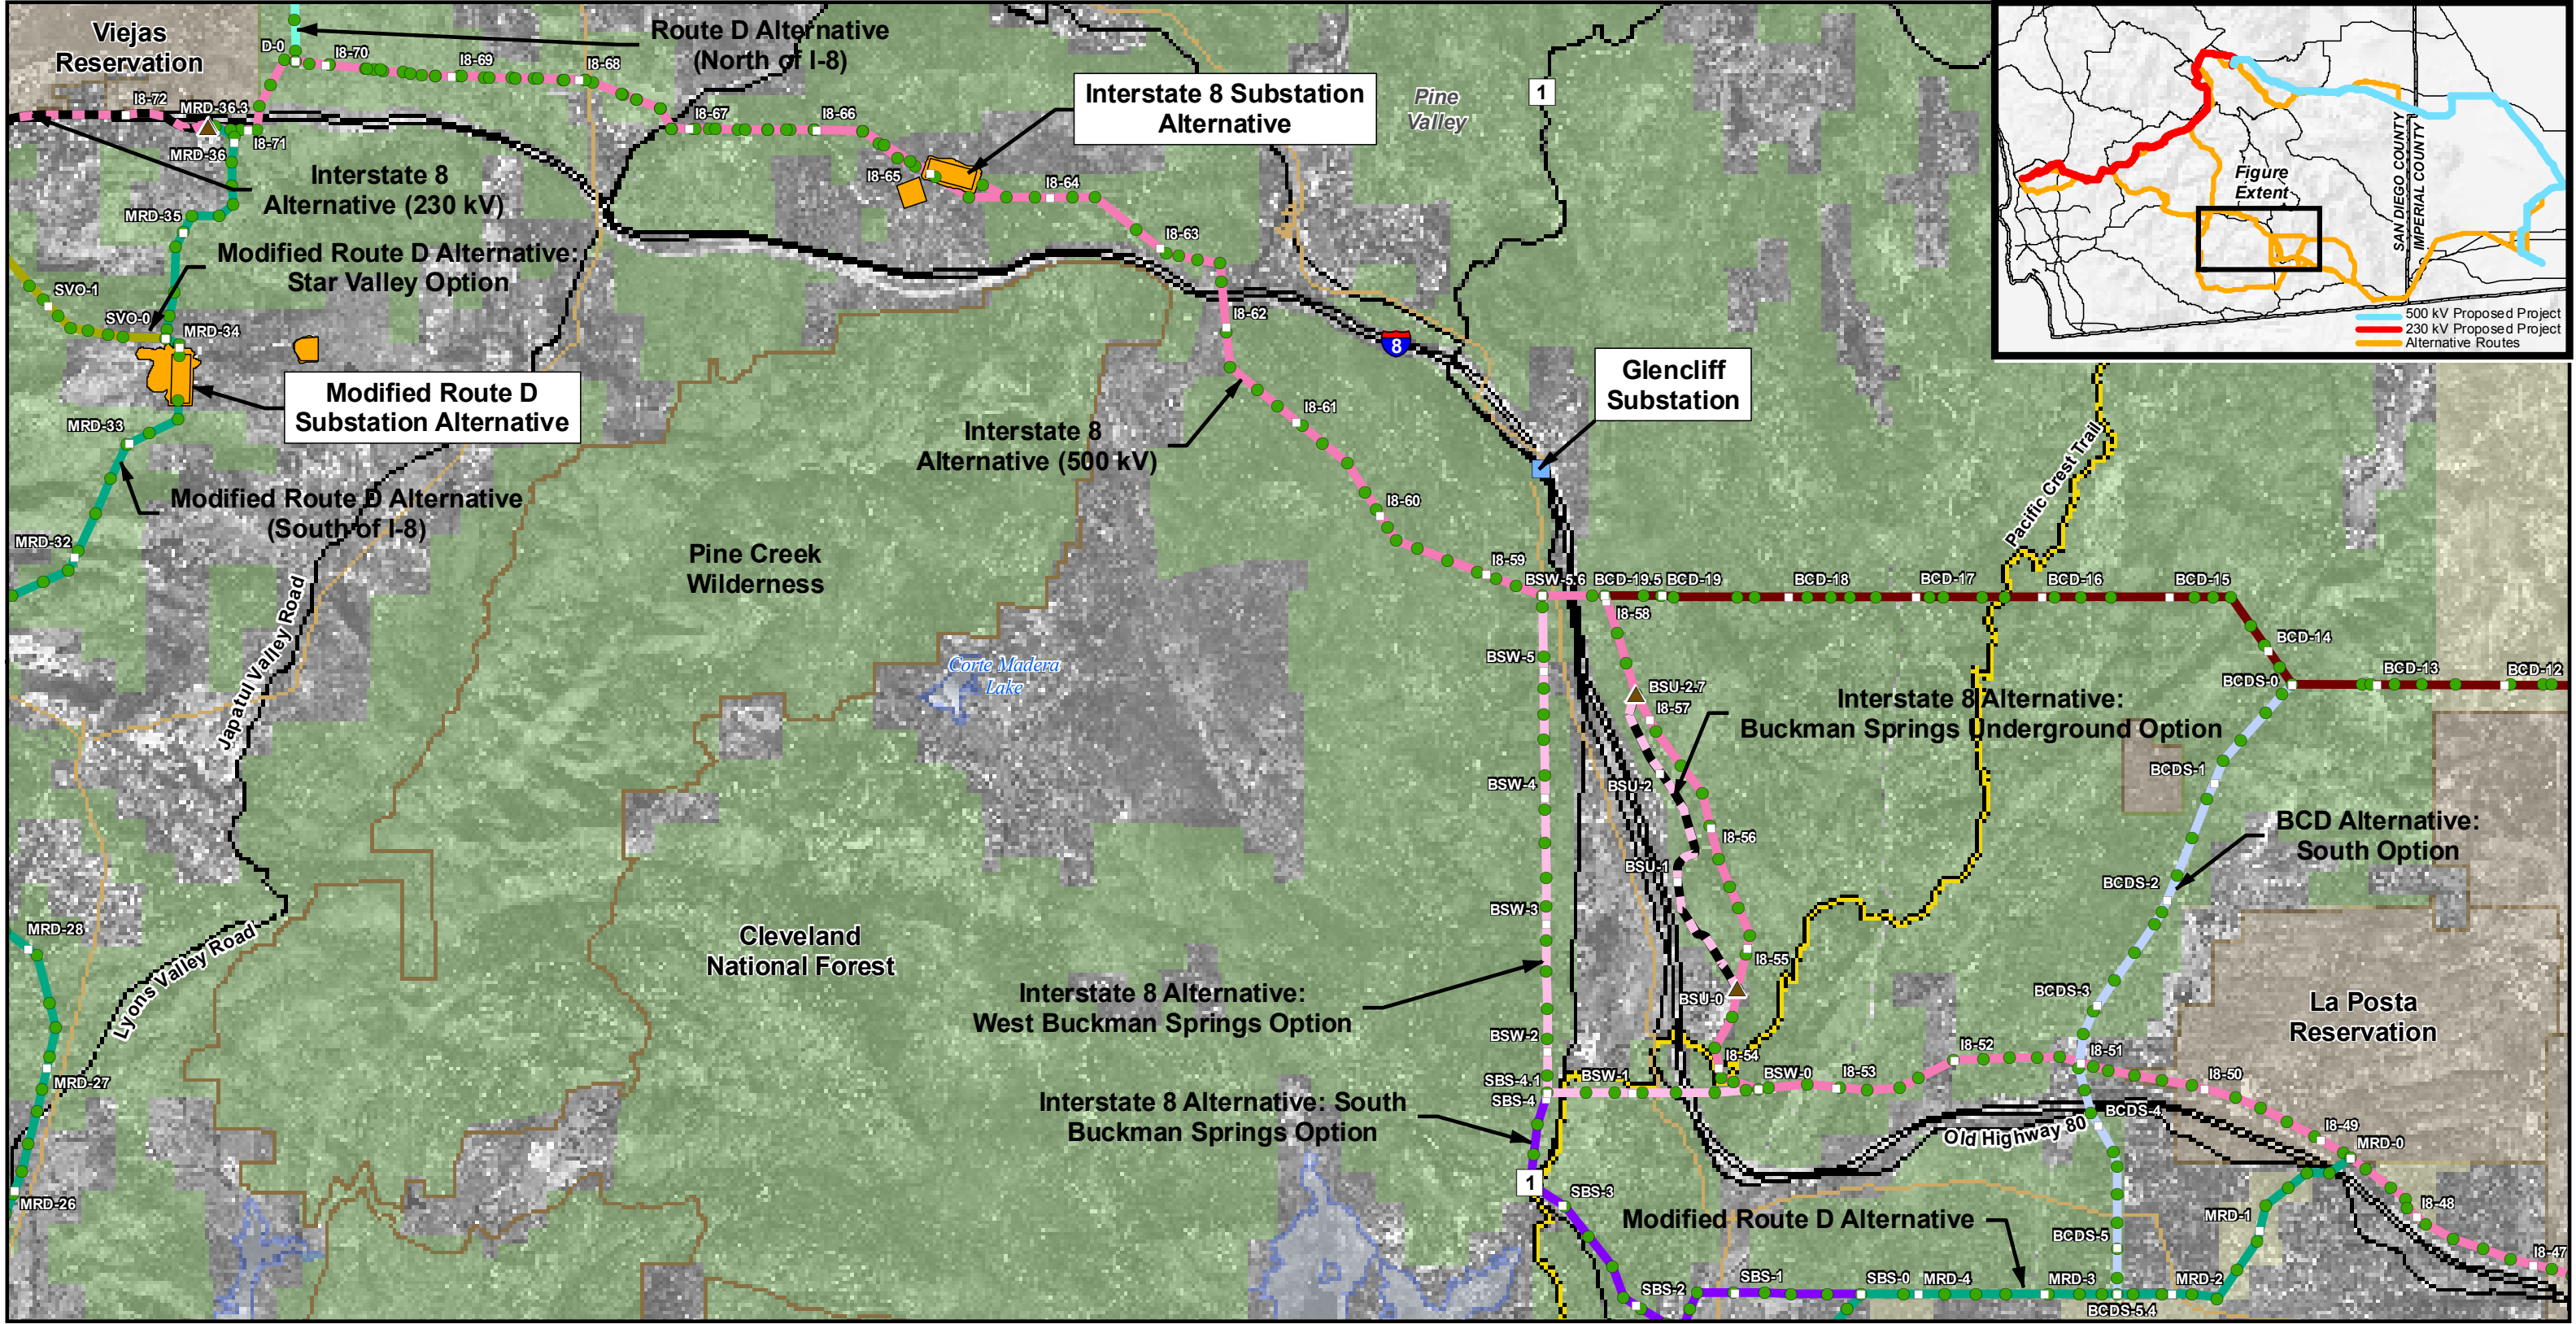 Viejas
Reservation
D-0
I8-70
I8-69
I8-68
Route D Alternative
(North of I-8)
I8-72
MRD-36.3
MRD-36
I8-71
I8-67
I8-66
I8-65
I8-64
I8-63
Interstate 8 Substation
Alternative
Pine
Valley
1
Figure
Extent
SAN DIEGO COUNTY
IMPERIAL COUNTY
500 kV Proposed Project
230 kV Proposed Project
Alternative Routes
Interstate 8
Alternative (230 kV)
MRD-35
Modified Route D Alternative:
Star Valley Option
SVO-1
SVO-0
MRD-34
Modified Route D
Substation Alternative
MRD-33
Modified Route D Alternative
(South of I-8)
MRD-32
I8-62
8
Glencliff
Substation
I8-61
Interstate 8
Alternative (500 kV)
I8-60
I8-59
Pine Creek
Wilderness
Pacific Crest Trail
BSW-5.6
BCD-19.5
BCD-19
BCD-18
BCD-17
BCD-16
BCD-15
I8-58
BCD-14
BCD-13
BCD-12
BCDS-0
BSW-5
BSU-2.7
I8-57
Interstate 8 Alternative:
Buckman Springs Underground Option
Corte Madera
Lake
Japatul Valley Road
BSW-4
BSU-2
BCDS-1
I8-56
BSU-1
BCD Alternative:
South Option
BCDS-2
BSW-3
MRD-28
Lyons Valley Road
Cleveland
National Forest
I8-55
BSU-0
BCDS-3
Interstate 8 Alternative:
West Buckman Springs Option
La Posta
Reservation
BSW-2
I8-54
I8-52
I8-51
MRD-27
SBS-4.1
SBS-4
BSW-1
BSW-0
I8-53
I8-50
Interstate 8 Alternative: South
Buckman Springs Option
BCDS-4
Old Highway 80
I8-49
MRD-0
1
MRD-26
SBS-3
I8-48
Modified Route D Alternative
MRD-1
BCDS-5
I8-47
SBS-2
SBS-1
SBS-0
MRD-4
MRD-3
MRD-2
BCDS-5.4